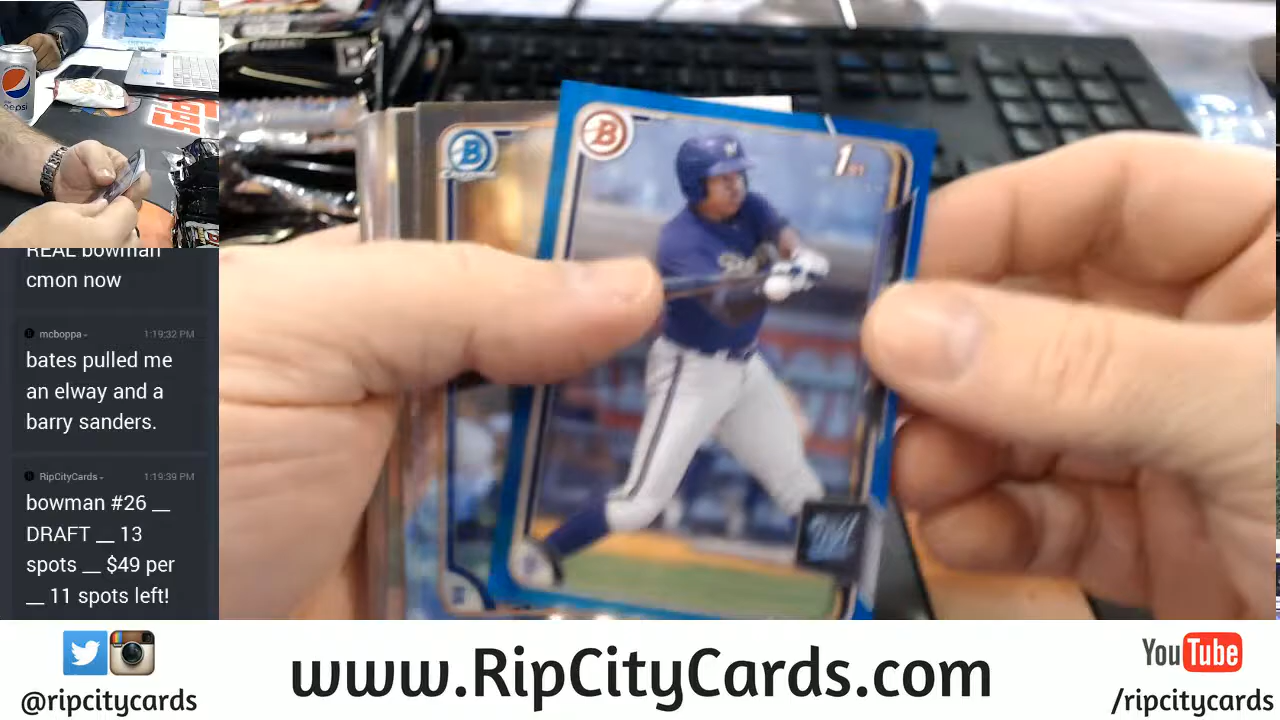 pepsi
REAL bowman
cmon now
mcboppa
1:19:32 PM
bates pulled me
an elway and a
barry sanders.
RipCityCards
1:19:39 PM
bowman #26 __
DRAFT __ 13
spots __ $49 per
__ 11 spots left!
B
1ST
B
@ripcitycards
www.RipCityCards.com
YouTube
/ripcitycards